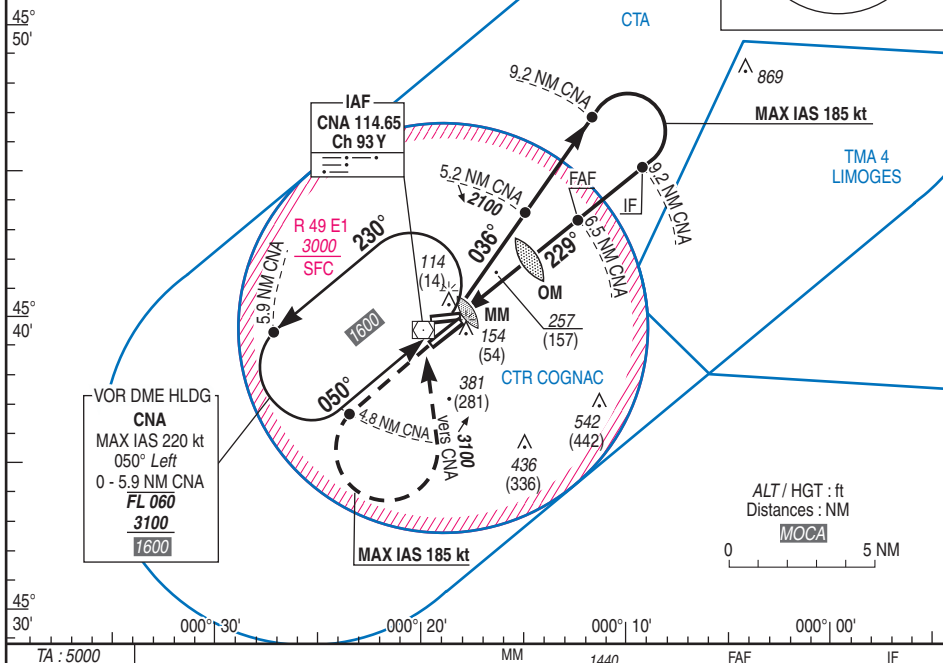 45°
50'
CTA
869
9.2 NM CNA
IAF
CNA 114.65
Ch 93 Y
MAX IAS 185 kt
TMA 4
LIMOGES
5.2 NM CNA
2100
FAF
IF
9.2 NM CNA
R 49 E1
3000
SFC
230°
036°
229°
6.5 NM CNA
5.9 NM CNA
114
(14)
OM
45°
40'
1600
MM
154
(54)
257
(157)
CTR COGNAC
050°
381
(281)
4.8 NM CNA
vers CNA
3100
542
(442)
436
(336)
VOR DME HLDG
CNA
MAX IAS 220 kt
050° Left
0 - 5.9 NM CNA
FL 060
3100
1600
MAX IAS 185 kt
ALT / HGT : ft
Distances : NM
MOCA
0 5 NM
45°
30'
000° 30'
000° 20'
000° 10'
000° 00'
TA : 5000
MM
1440
FAF
IF